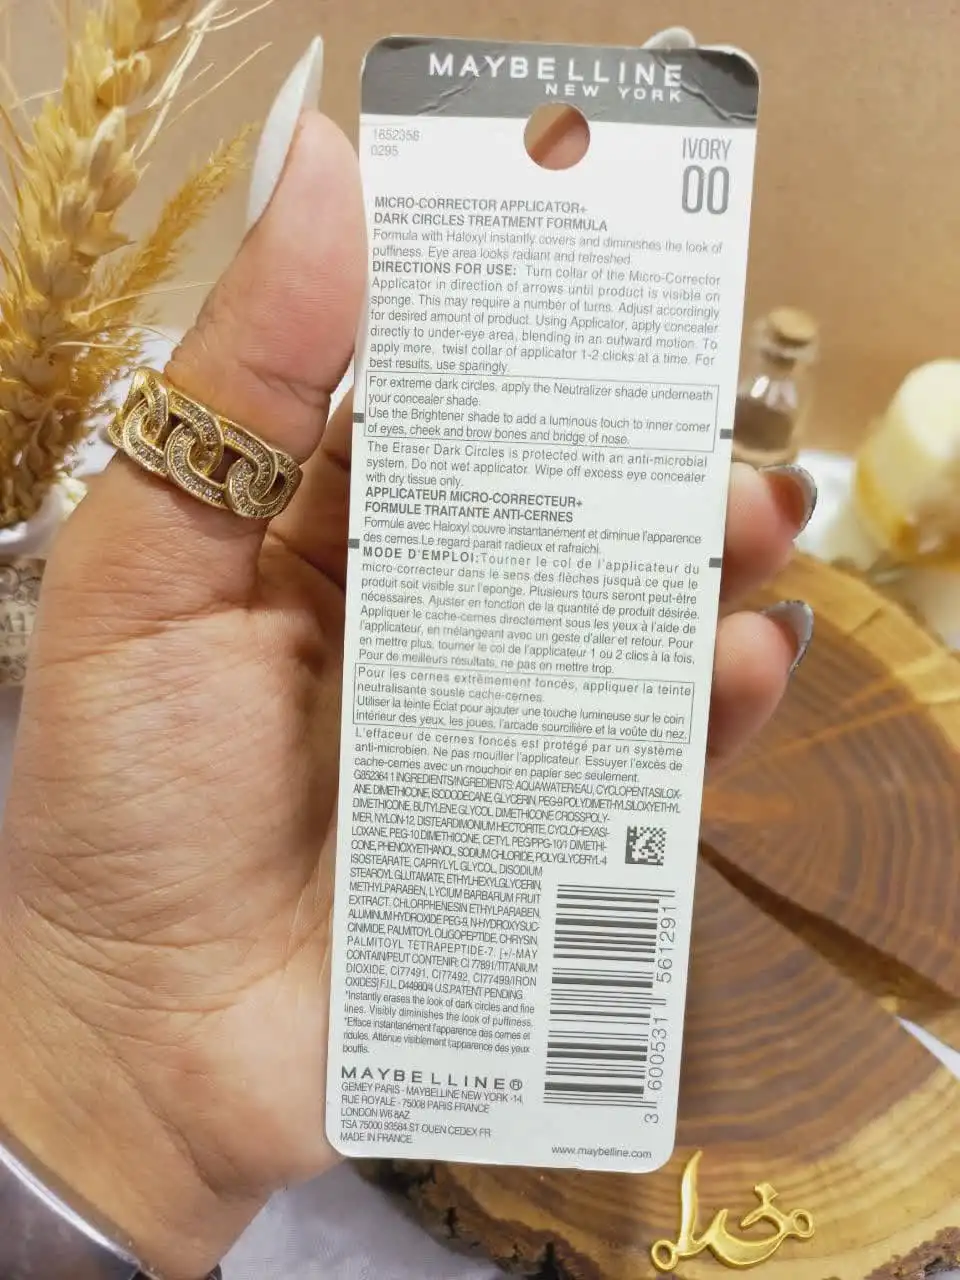 MAYBELLINE
NEW YORK
1652358
0295
IVORY
00
MICRO-CORRECTOR APPLICATOR+
DARK CIRCLES TREATMENT FORMULA
Formula with Haloxyl instantly covers and diminishes the look of
puffiness. Eye area looks radiant and refreshed.
DIRECTIONS FOR USE: Turn collar of the Micro-Corrector
Applicator in direction of arrows until product is visible on
sponge. This may require a number of turns. Adjust accordingly
for desired amount of product. Using Applicator, apply concealer
directly to under-eye area, blending in an outward motion. To
apply more, twist collar of applicator 1-2 clicks at a time. For
best results, use sparingly.
For extreme dark circles, apply the Neutralizer shade underneath
your concealer shade.
Use the Brightener shade to add a luminous touch to inner corner
of eyes, cheek and brow bones and bridge of nose.
The Eraser Dark Circles is protected with an anti-microbial
system. Do not wet applicator. Wipe off excess eye concealer
with dry tissue only.
APPLICATEUR MICRO-CORRECTEUR+
FORMULE TRAITANTE ANTI-CERNES
Formule avec Haloxyl couvre instantanément et diminue l'apparence
des cernes.Le regard parait radieux et rafraichi.
MODE D'EMPLOI:Tourner le col de l'applicateur du
micro-correcteur dans le sens des flèches jusquà ce que le
produit soit visible sur l'eponge. Plusieurs tours seront peut-être
nécessaires. Ajuster en fonction de la quantité de produit désirée.
Appliquer le cache-cernes directement sous les yeux à l'aide de
l'applicateur, en mélangeant avec un geste d'aller et retour. Pour
en mettre plus, tourner le col de l'applicateur 1 ou 2 clics à la fois.
Pour de meilleurs résultats, ne pas en mettre trop.
Pour les cernes extrêmement foncés, appliquer la teinte
neutralisante sousle cache-cernes.
Utiliser la teinte Eclat pour ajouter une touche lumineuse sur le coin
intérieur des yeux, les joues, l'arcade sourcilière et la voûte du nez.
L'effaceur de cernes foncés est protégé par un système
anti-microbien. Ne pas mouiller l'applicateur. Essuyer l'excès de
cache-cernes avec un mouchoir en papier sec seulement.
G852364 1 INGREDIENTS/INGREDIENTS: AQUA/WATER/EAU, CYCLOPENTASILOX-
ANE, DIMETHICONE, ISODODECANE, GLYCERIN, PEG-9 POLYDIMETHYLSILOXYETHYL
DIMETHICONE, BUTYLENE GLYCOL, DIMETHICONE CROSSPOLY-
MER, NYLON-12, DISTEARDIMONIUM HECTORITE, CYCLOHEXASI-
LOXANE, PEG-10 DIMETHICONE, CETYL PEG/PPG-10/1 DIMETHI-
CONE, PHENOXYETHANOL, SODIUM CHLORIDE, POLYGLYCERYL-4
ISOSTEARATE, CAPRYLYL GLYCOL, DISODIUM
STEAROYL GLUTAMATE, ETHYLHEXYLGLYCERIN,
METHYLPARABEN, LYCIUM BARBARUM FRUIT
EXTRACT, CHLORPHENESIN ETHYLPARABEN,
ALUMINUM HYDROXIDE PEG-9, N-HYDROXYSUC-
CINIMIDE, PALMITOYL OLIGOPEPTIDE, CHRYSIN,
PALMITOYL TETRAPEPTIDE-7. [+/-MAY
CONTAIN/PEUT CONTENIR: CI 77891/TITANIUM
DIOXIDE, CI77491, CI77492, CI77499/IRON
OXIDES] F.I.L. D44980/4 U.S.PATENT PENDING
*Instantly erases the look of dark circles and fine
lines. Visibly diminishes the look of puffiness.
*Efface instantanément l'apparence des cernes et
ridules. Atténue visiblement l'apparence des yeux
bouffis.
MAYBELLINE®
GEMEY PARIS - MAYBELLINE NEW YORK -14,
RUE ROYALE - 75008 PARIS FRANCE
LONDON W6 8AZ
TSA 75000 93584 ST OUEN CEDEX FR
MADE IN FRANCE
3 600531 561291
www.maybelline.com